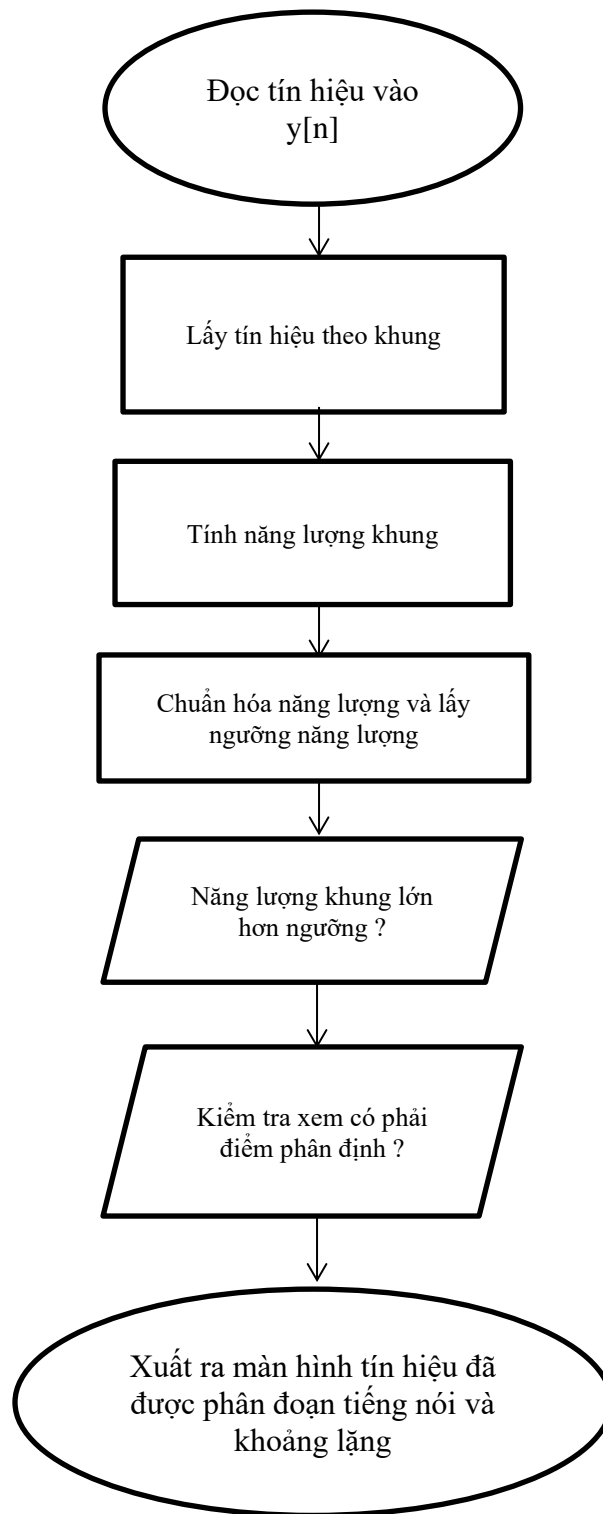 Đọc tín hiệu vào
y[n]
Lấy tín hiệu theo khung
Tính năng lượng khung
Chuẩn hóa năng lượng và lấy
ngưỡng năng lượng
Năng lượng khung lớn
hơn ngưỡng ?
Kiểm tra xem có phải
điểm phân định ?
Xuất ra màn hình tín hiệu đã
được phân đoạn tiếng nói và
khoảng lặng